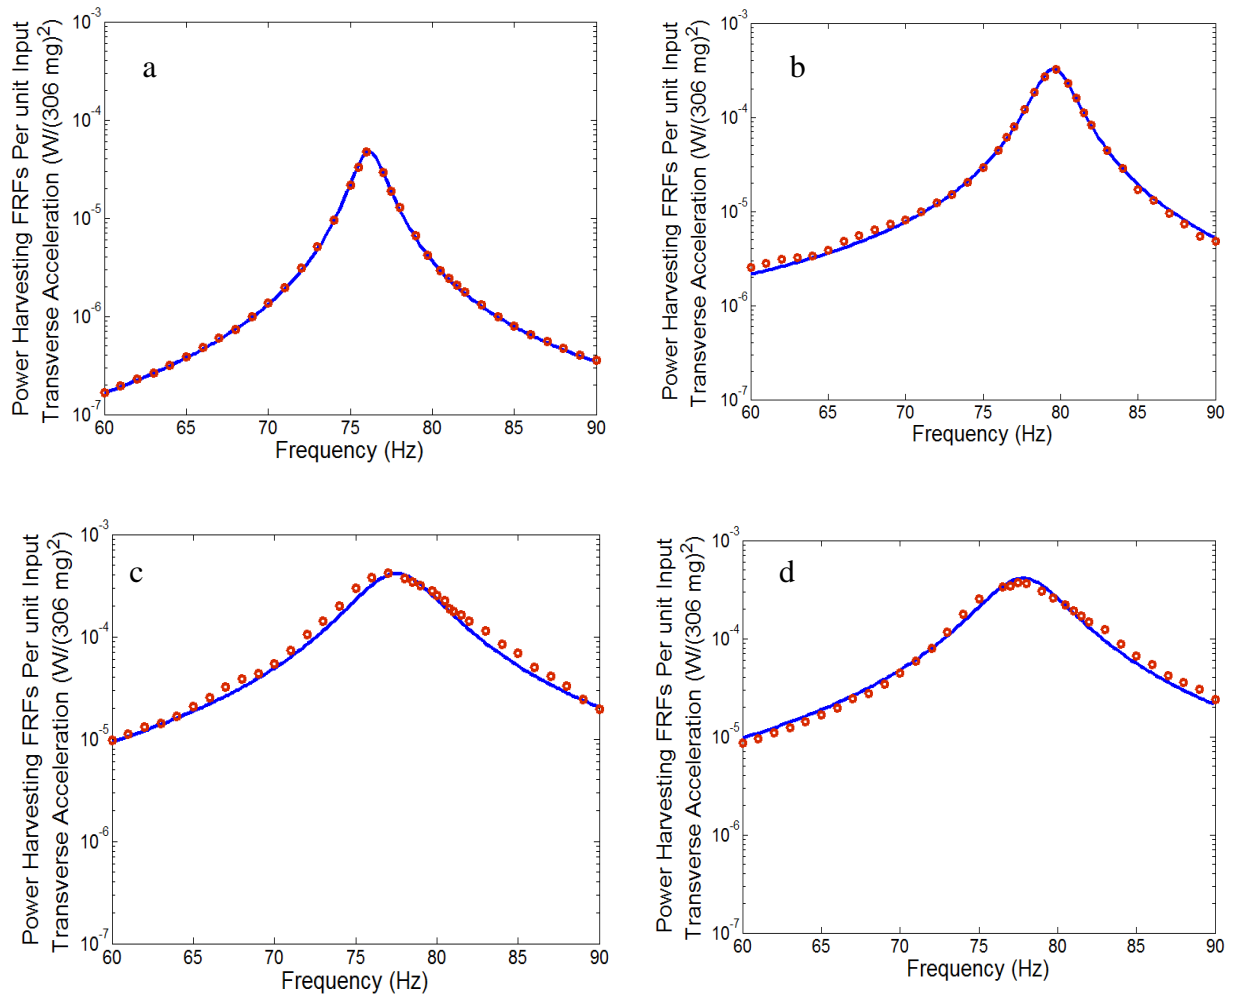 a
Power Harvesting FRFs Per unit Input
Transverse Acceleration (W/(306 mg)²)
10⁻³
10⁻⁴
10⁻⁵
10⁻⁶
10⁻⁷
60 65 70 75 80 85 90
Frequency (Hz)
b
Power Harvesting FRFs Per unit Input
Transverse Acceleration (W/(306 mg)²)
10⁻³
10⁻⁴
10⁻⁵
10⁻⁶
10⁻⁷
60 65 70 75 80 85 90
Frequency (Hz)
c
Power Harvesting FRFs Per unit Input
Transverse Acceleration (W/(306 mg)²)
10⁻³
10⁻⁴
10⁻⁵
10⁻⁶
10⁻⁷
60 65 70 75 80 85 90
Frequency (Hz)
d
Power Harvesting FRFs Per unit Input
Transverse Acceleration (W/(306 mg)²)
10⁻³
10⁻⁴
10⁻⁵
10⁻⁶
10⁻⁷
60 65 70 75 80 85 90
Frequency (Hz)